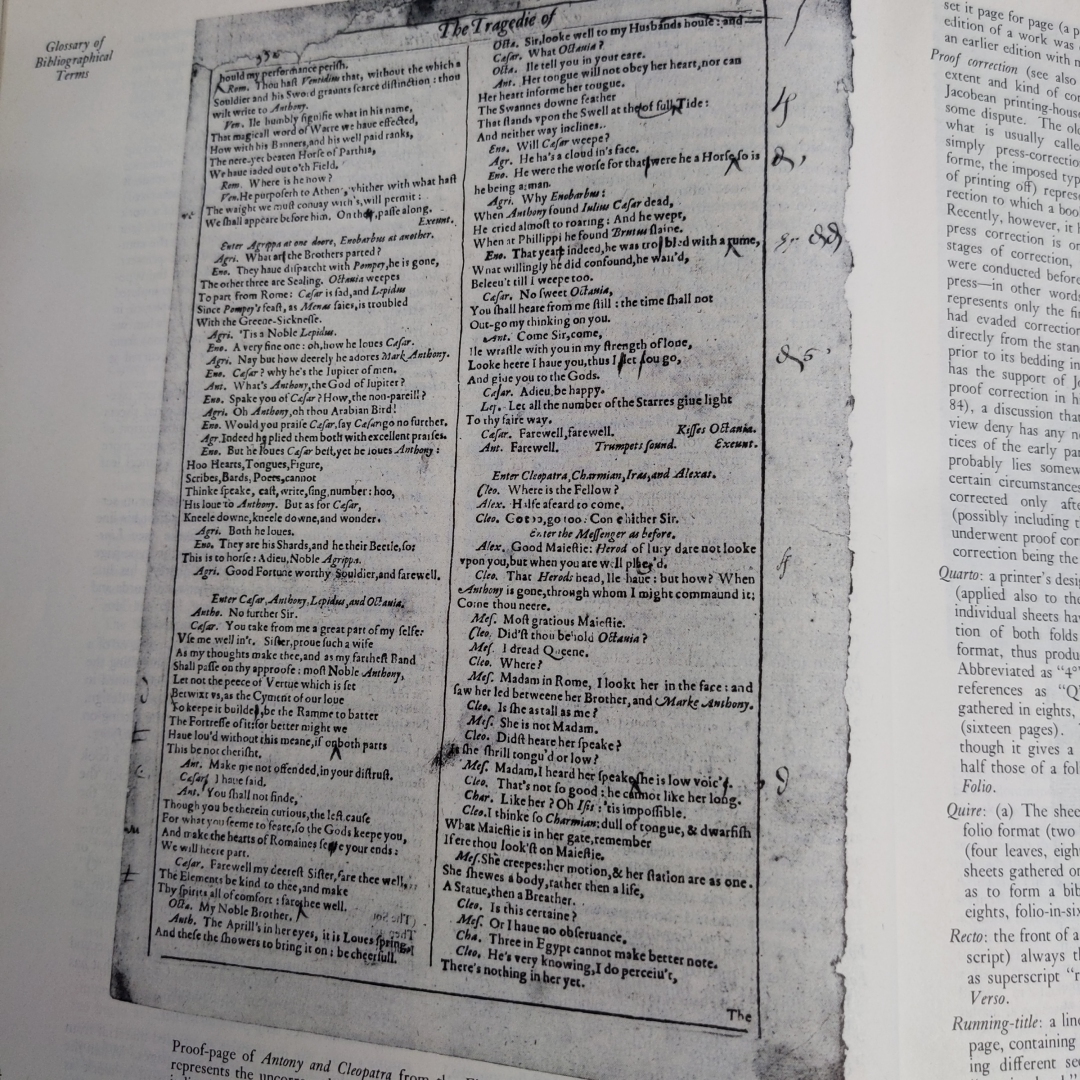 Glossary of
Bibliographical
Terms
The Tragedie of
should my performance perish.
Rom. Thou hast Ventidius that, without the which a
Souldier and his Sword graunts scarce distinction: thou
wilt write to Anthony.
Ven. Ile humbly signifie what in his name,
That magicall word of Warre we haue effected,
How with his Banners, and his well paid ranks,
The nere-yet beaten Horse of Parthia,
We haue iaded out o'th Field.
Rom. Where is he now?
Ven. He purposeth to Athens, whither with what hast
The waight we must conuay with's, will permit:
We shall appeare before him. On there, passe along.
Exeunt.
Enter Agrippa at one doore, Enobarbus at another.
Agri. What are the Brothers parted?
Eno. They haue dispatcht with Pompey, he is gone,
The other three are Sealing. Octauia weepes
To part from Rome: Cæsar is sad, and Lepidus
Since Pompey's feast, as Menas saies, is troubled
With the Greene-Sicknesse.
Agri. 'Tis a Noble Lepidus.
Eno. A very fine one: oh, how he loues Cæsar.
Agri. Nay but how deerely he adores Mark Anthony.
Eno. Cæsar? why he's the Iupiter of men.
Ant. What's Anthony, the God of Iupiter?
Eno. Spake you of Cæsar? How, the non-pareill?
Agri. Oh Anthony, oh thou Arabian Bird!
Eno. Would you praise Cæsar, say Cæsar go no further.
Agr. Indeed he plied them both with excellent praises.
Eno. But he loues Cæsar best, yet he loues Anthony:
Hoo Hearts, Tongues, Figure,
Scribes, Bards, Poets, cannot
Thinke speake, cast, write, sing, number: hoo,
His loue to Anthony. But as for Cæsar,
Kneele downe, kneele downe, and wonder.
Agri. Both he loues.
Eno. They are his Shards, and he their Beetle, so:
This is to horse: Adieu, Noble Agrippa.
Agri. Good Fortune worthy Souldier, and farewell.
Enter Cæsar, Anthony, Lepidus, and Octauia.
Antho. No further Sir.
Cæsar. You take from me a great part of my selfe:
Vse me well in't. Sister, proue such a wife
As my thoughts make thee, and as my farthest Band
Shall passe on thy approofe: most Noble Anthony,
Let not the peece of Vertue which is set
Betwixt vs, as the Cyment of our loue
To keepe it builded, be the Ramme to batter
The Fortresse of it: for better might we
Haue lou'd without this meane, if on both parts
This be not cherisht.
Ant. Make me not offended, in your distrust.
Cæsar. I haue said.
Ant. You shall not finde,
Though you be therein curious, the lest cause
For what you seeme to feare, so the Gods keepe you,
And make the hearts of Romaines serue your ends:
We will heere part.
Cæsar. Farewell my deerest Sister, fare thee well,
The Elements be kind to thee, and make
Thy spirits all of comfort: fare thee well.
Octa. My Noble Brother.
Anth. The Aprill's in her eyes, it is Loues spring,
And these the showers to bring it on: be cheerfull.
Octa. Sir, looke well to my Husbands house: and
Cæsar. What Octauia?
Octa. Ile tell you in your eare.
Ant. Her tongue will not obey her heart, nor can
Her heart informe her tougue.
The Swannes downe feather
That stands vpon the Swell at the of full Tide:
And neither way inclines.
Eno. Will Cæsar weepe?
Agr. He ha's a cloud in's face.
Eno. He were the worse for that were he a Horse so is
he being a man.
Agri. Why Enobarbus:
When Anthony found Iulius Cæsar dead,
He cried almost to roaring: And he wept,
When at Phillippi he found Brutus slaine.
Eno. That year indeed, he was trobled with a rume,
What willingly he did confound, he wail'd,
Beleeu't till I weepe too.
Cæsar. No sweet Octauia,
You shall heare from me still: the time shall not
Out-go my thinking on you.
Ant. Come Sir, come,
Ile wrastle with you in my strength of loue,
Looke heere I haue you, thus I let you go,
And giue you to the Gods.
Cæsar. Adieu, be happy.
Lep. Let all the number of the Starres giue light
To thy faire way.
Cæsar. Farewell, farewell. Kisses Octauia.
Ant. Farewell. Trumpets sound. Exeunt.
Enter Cleopatra, Charmian, Iras, and Alexas.
Cleo. Where is the Fellow?
Alex. Halfe afeard to come.
Cleo. Go too, go too: Come hither Sir.
Enter the Messenger as before.
Alex. Good Maiestie: Herod of Iury dare not looke
vpon you, but when you are well pleas'd.
Cleo. That Herods head, Ile haue: but how? When
Anthony is gone, through whom I might commaund it:
Come thou neere.
Mes. Most gratious Maiestie.
Cleo. Did'st thou behold Octauia?
Mes. I dread Queene.
Cleo. Where?
Mes. Madam in Rome, I lookt her in the face: and
saw her led betweene her Brother, and Marke Anthony.
Cleo. Is she as tall as me?
Mes. She is not Madam.
Cleo. Didst heare her speake?
Is she shrill tongu'd or low?
Mes. Madam, I heard her speake, she is low voic'd.
Cleo. That's not so good: he cannot like her long.
Char. Like her? Oh Isis: 'tis impossible.
Cleo. I thinke so Charmian: dull of tongue, & dwarfish
What Maiestie is in her gate, remember
If ere thou look'st on Maiestie.
Mes. She creepes: her motion, & her station are as one.
She shewes a body, rather then a life,
A Statue, then a Breather.
Cleo. Is this certaine?
Mes. Or I haue no obseruance.
Cha. Three in Egypt cannot make better note.
Cleo. He's very knowing, I do perceiu't,
There's nothing in her yet.
The
Proof-page of Antony and Cleopatra from the
represents the
set it page for page (a
edition of a work was
an earlier edition with
Proof correction (see also
extent and kind of
Jacobean printing-house
some dispute. The
what is usually
simply press-correction
forme, the imposed
of printing off)
rection to which a
Recently, however, it
press correction is
stages of correction,
were conducted before
press—in other words
represents only the
had evaded correction
directly from the
prior to its bedding in
has the support of
proof correction in
84), a discussion
view deny has any
tices of the early
probably lies
certain circumstances
corrected only
(possibly including
underwent proof
correction being the
Quarto: a printer's
(applied also to the
individual sheets
tion of both folds
format, thus
Abbreviated as "4°
references as
gathered in eights,
(sixteen pages).
though it gives a
half those of a
Folio.
Quire: (a) The
folio format (two
(four leaves,
sheets gathered
as to form a
eights,
Recto: the front of a
script) always
as superscript
Verso.
Running-title: a
page, containing
ing different